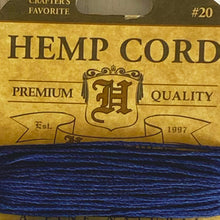 CRAFTER'S
FAVORITE
#20
HEMP CORD
PREMIUM H QUALITY
Est. 1997